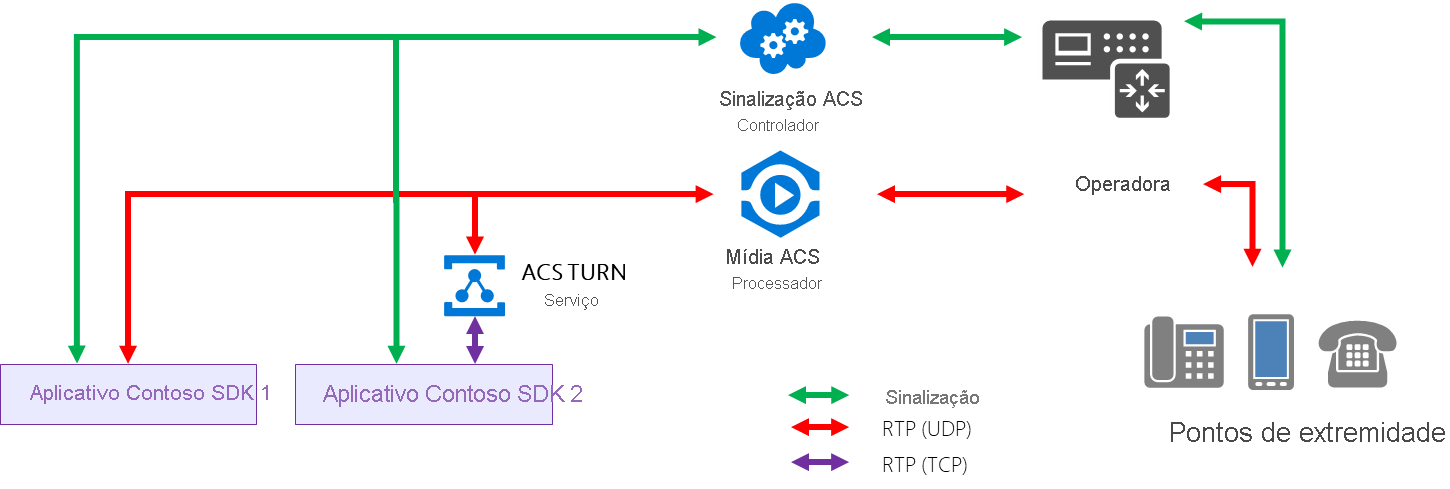 Sinalização ACS
Controlador
Operadora
Mídia ACS
Processador
ACS TURN
Serviço
Aplicativo Contoso SDK 1
Aplicativo Contoso SDK 2
Sinalização
RTP (UDP)
RTP (TCP)
Pontos de extremidade